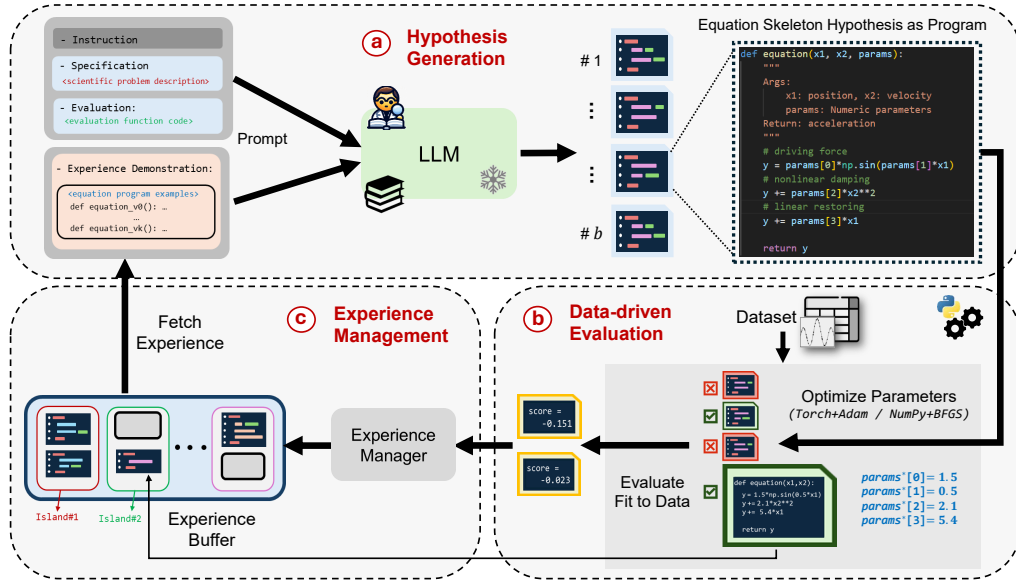 - Instruction
- Specification
<scientific problem description>
- Evaluation:
<evaluation function code>
- Experience Demonstration:
<equation program examples>
def equation_v0(): …
…
def equation_vk(): …
Prompt
a
Hypothesis
Generation
LLM
# 1
⋮
⋮
# b
Equation Skeleton Hypothesis as Program
def equation(x1, x2, params):
"""
Args:
x1: position, x2: velocity
params: Numeric parameters
Return: acceleration
"""
# driving force
y = params[0]*np.sin(params[1]*x1)
# nonlinear damping
y += params[2]*x2**2
# linear restoring
y += params[3]*x1
return y
Fetch
Experience
c
Experience
Management
Island#1
Island#2
Experience
Buffer
Experience
Manager
b
Data-driven
Evaluation
Dataset
Optimize Parameters
(Torch+Adam / NumPy+BFGS)
score =
-0.151
score =
-0.023
Evaluate
Fit to Data
def equation(x1,x2):
y = 1.5*np.sin(0.5*x1)
y += 2.1*x2**2
y += 5.4*x1
return y
params*[0]= 1.5
params*[1]= 0.5
params*[2]= 2.1
params*[3]= 5.4